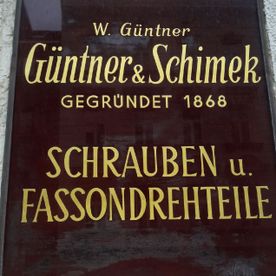 W. Güntner
Güntner & Schimek
GEGRÜNDET 1868
SCHRAUBEN u.
FASSONDREHTEILE